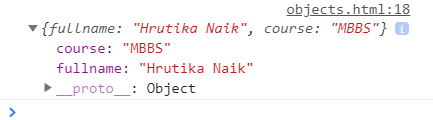 objects.html:18
▼{fullname: "Hrutika Naik", course: "MBBS"} i
course: "MBBS"
fullname: "Hrutika Naik"
▶__proto__: Object
>